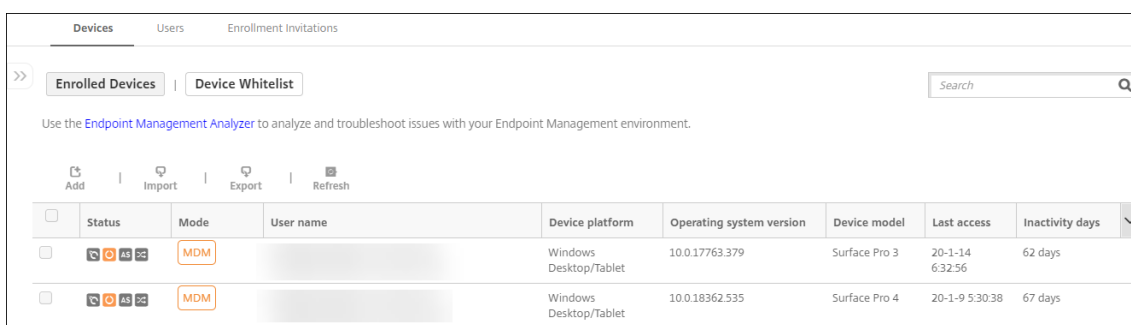 Devices Users Enrollment Invitations
Enrolled Devices | Device Whitelist Search
Use the Endpoint Management Analyzer to analyze and troubleshoot issues with your Endpoint Management environment.
Add | Import | Export | Refresh
Status Mode User name Device platform Operating system version Device model Last access Inactivity days
AS MDM Windows Desktop/Tablet 10.0.17763.379 Surface Pro 3 20-1-14 6:32:56 62 days
AS MDM Windows Desktop/Tablet 10.0.18362.535 Surface Pro 4 20-1-9 5:30:38 67 days